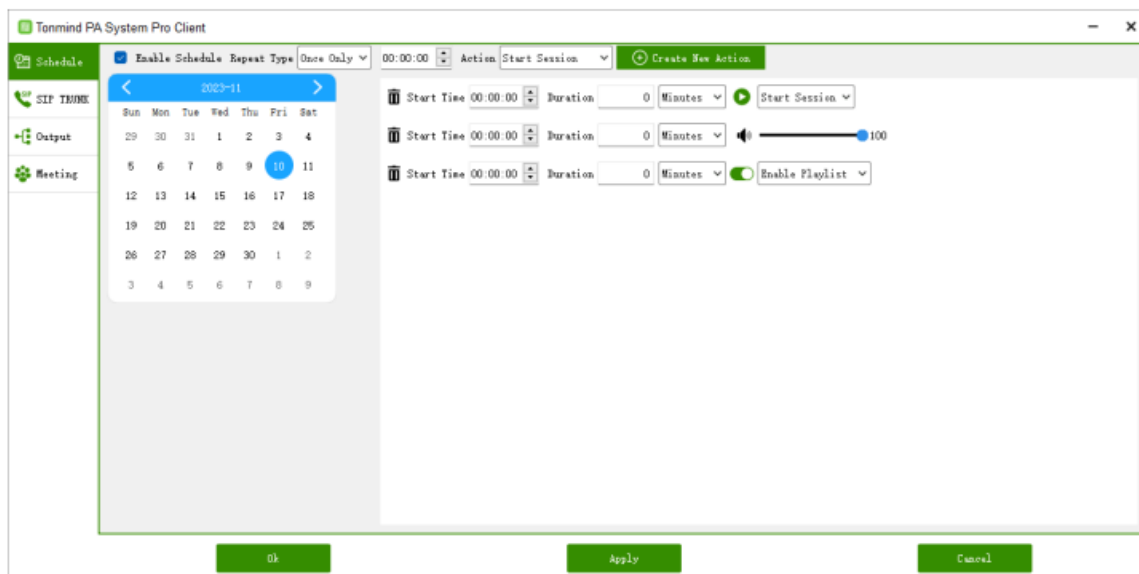 Tonmind PA System Pro Client
Schedule
SIP TRUNK
Output
Meeting
Enable Schedule Repeat Type Once Only 00:00:00 Action Start Session Create New Action
2023-11
Sun Mon Tue Wed Thu Fri Sat
29 30 31 1 2 3 4
5 6 7 8 9 10 11
12 13 14 15 16 17 18
19 20 21 22 23 24 25
26 27 28 29 30 1 2
3 4 5 6 7 8 9
Start Time 00:00:00 Duration 0 Minutes Start Session
Start Time 00:00:00 Duration 0 Minutes 100
Start Time 00:00:00 Duration 0 Minutes Enable Playlist
Ok Apply Cancel